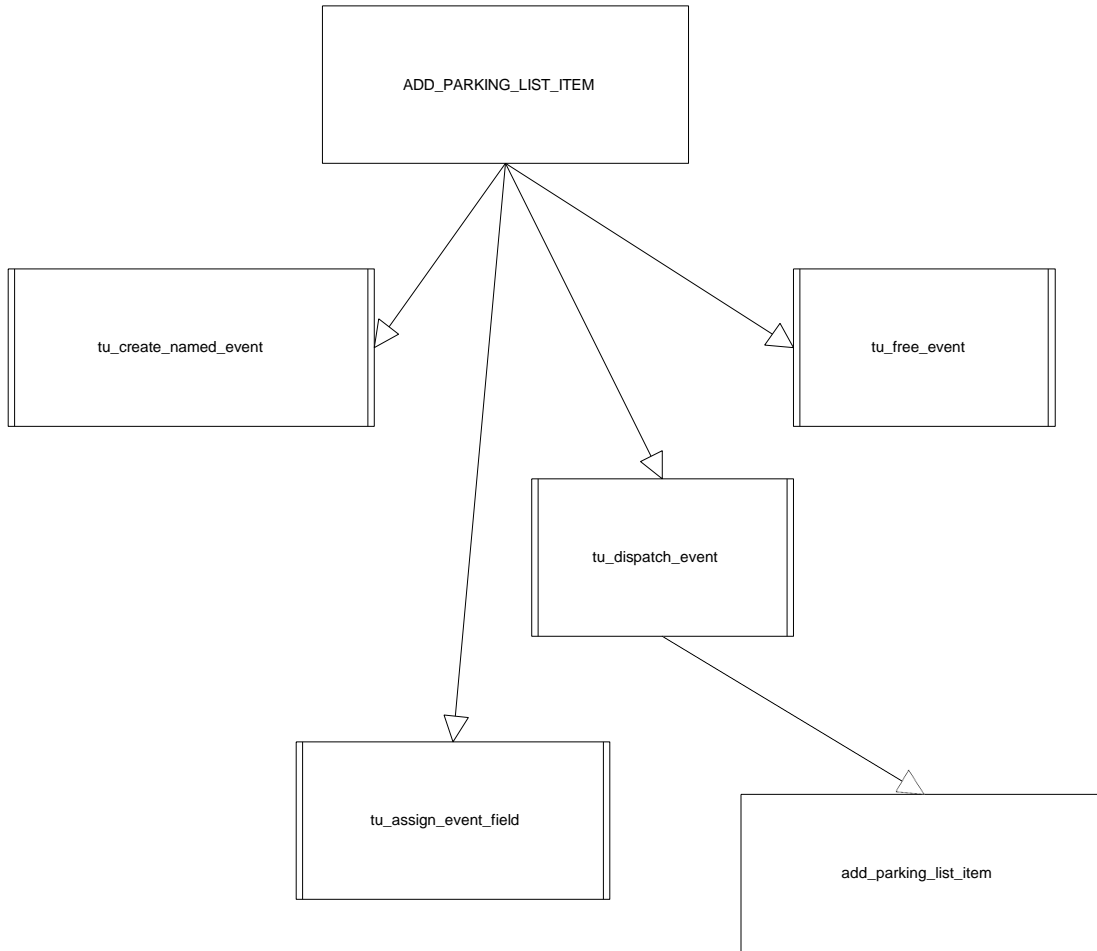 ADD_PARKING_LIST_ITEM
tu_create_named_event
tu_free_event
tu_dispatch_event
tu_assign_event_field
add_parking_list_item